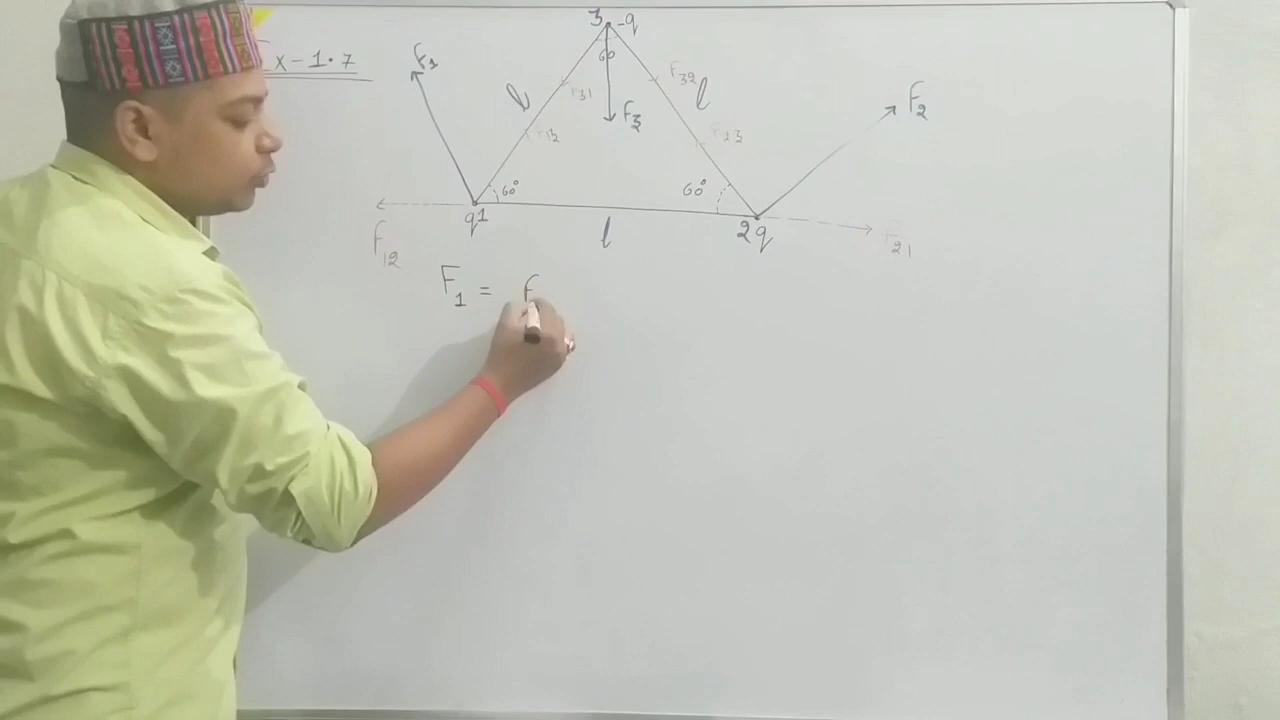 Ex-1.7
3 -q
60
F1
F31
F32
l
l
F3
F2
F13
F23
60°
60°
q1
2q
F12
l
F21
F1 = F